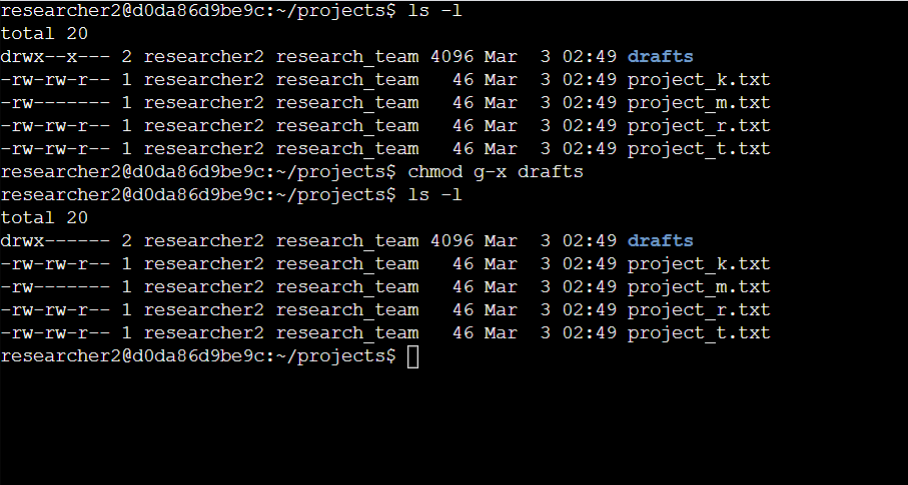 researcher2@d0da86d9be9c:~/projects$ ls -l
total 20
drwx--x--- 2 researcher2 research_team 4096 Mar  3 02:49 drafts
-rw-rw-r-- 1 researcher2 research_team   46 Mar  3 02:49 project_k.txt
-rw------- 1 researcher2 research_team   46 Mar  3 02:49 project_m.txt
-rw-rw-r-- 1 researcher2 research_team   46 Mar  3 02:49 project_r.txt
-rw-rw-r-- 1 researcher2 research_team   46 Mar  3 02:49 project_t.txt
researcher2@d0da86d9be9c:~/projects$ chmod g-x drafts
researcher2@d0da86d9be9c:~/projects$ ls -l
total 20
drwx------ 2 researcher2 research_team 4096 Mar  3 02:49 drafts
-rw-rw-r-- 1 researcher2 research_team   46 Mar  3 02:49 project_k.txt
-rw------- 1 researcher2 research_team   46 Mar  3 02:49 project_m.txt
-rw-rw-r-- 1 researcher2 research_team   46 Mar  3 02:49 project_r.txt
-rw-rw-r-- 1 researcher2 research_team   46 Mar  3 02:49 project_t.txt
researcher2@d0da86d9be9c:~/projects$